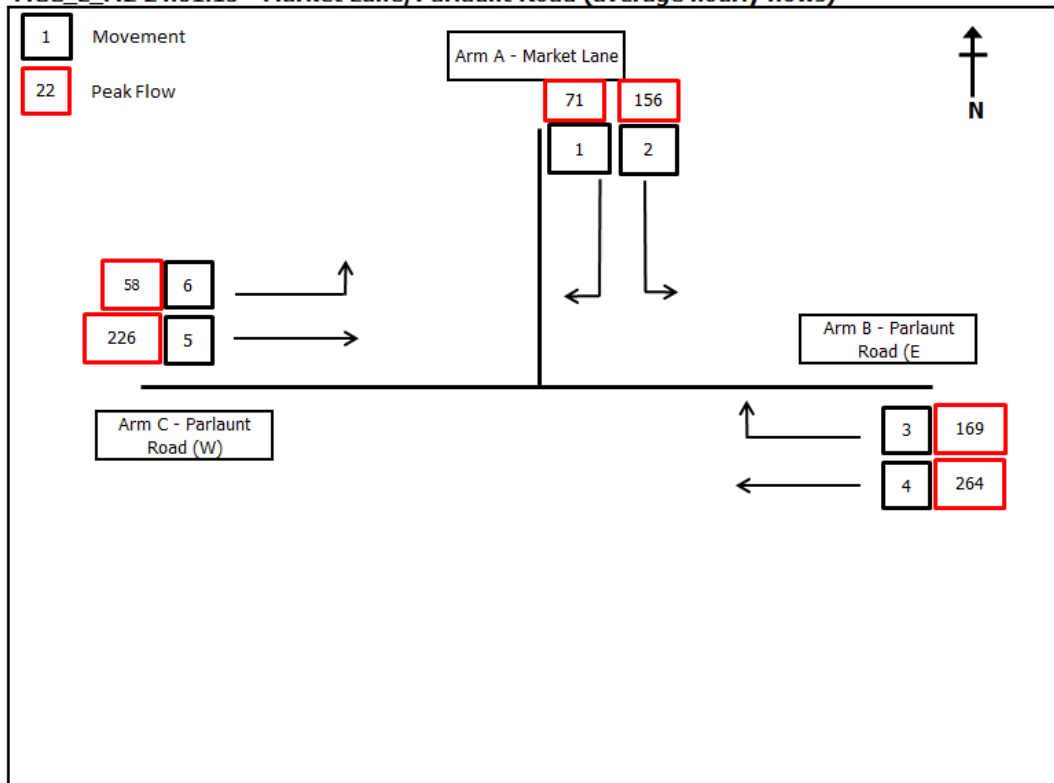 Market Lane/Parlaunt Road (average hourly flows)
1 Movement
22 Peak Flow
Arm A - Market Lane
71 156
1 2
N
58 6
226 5
Arm B - Parlaunt
Road (E
Arm C - Parlaunt
Road (W)
3 169
4 264